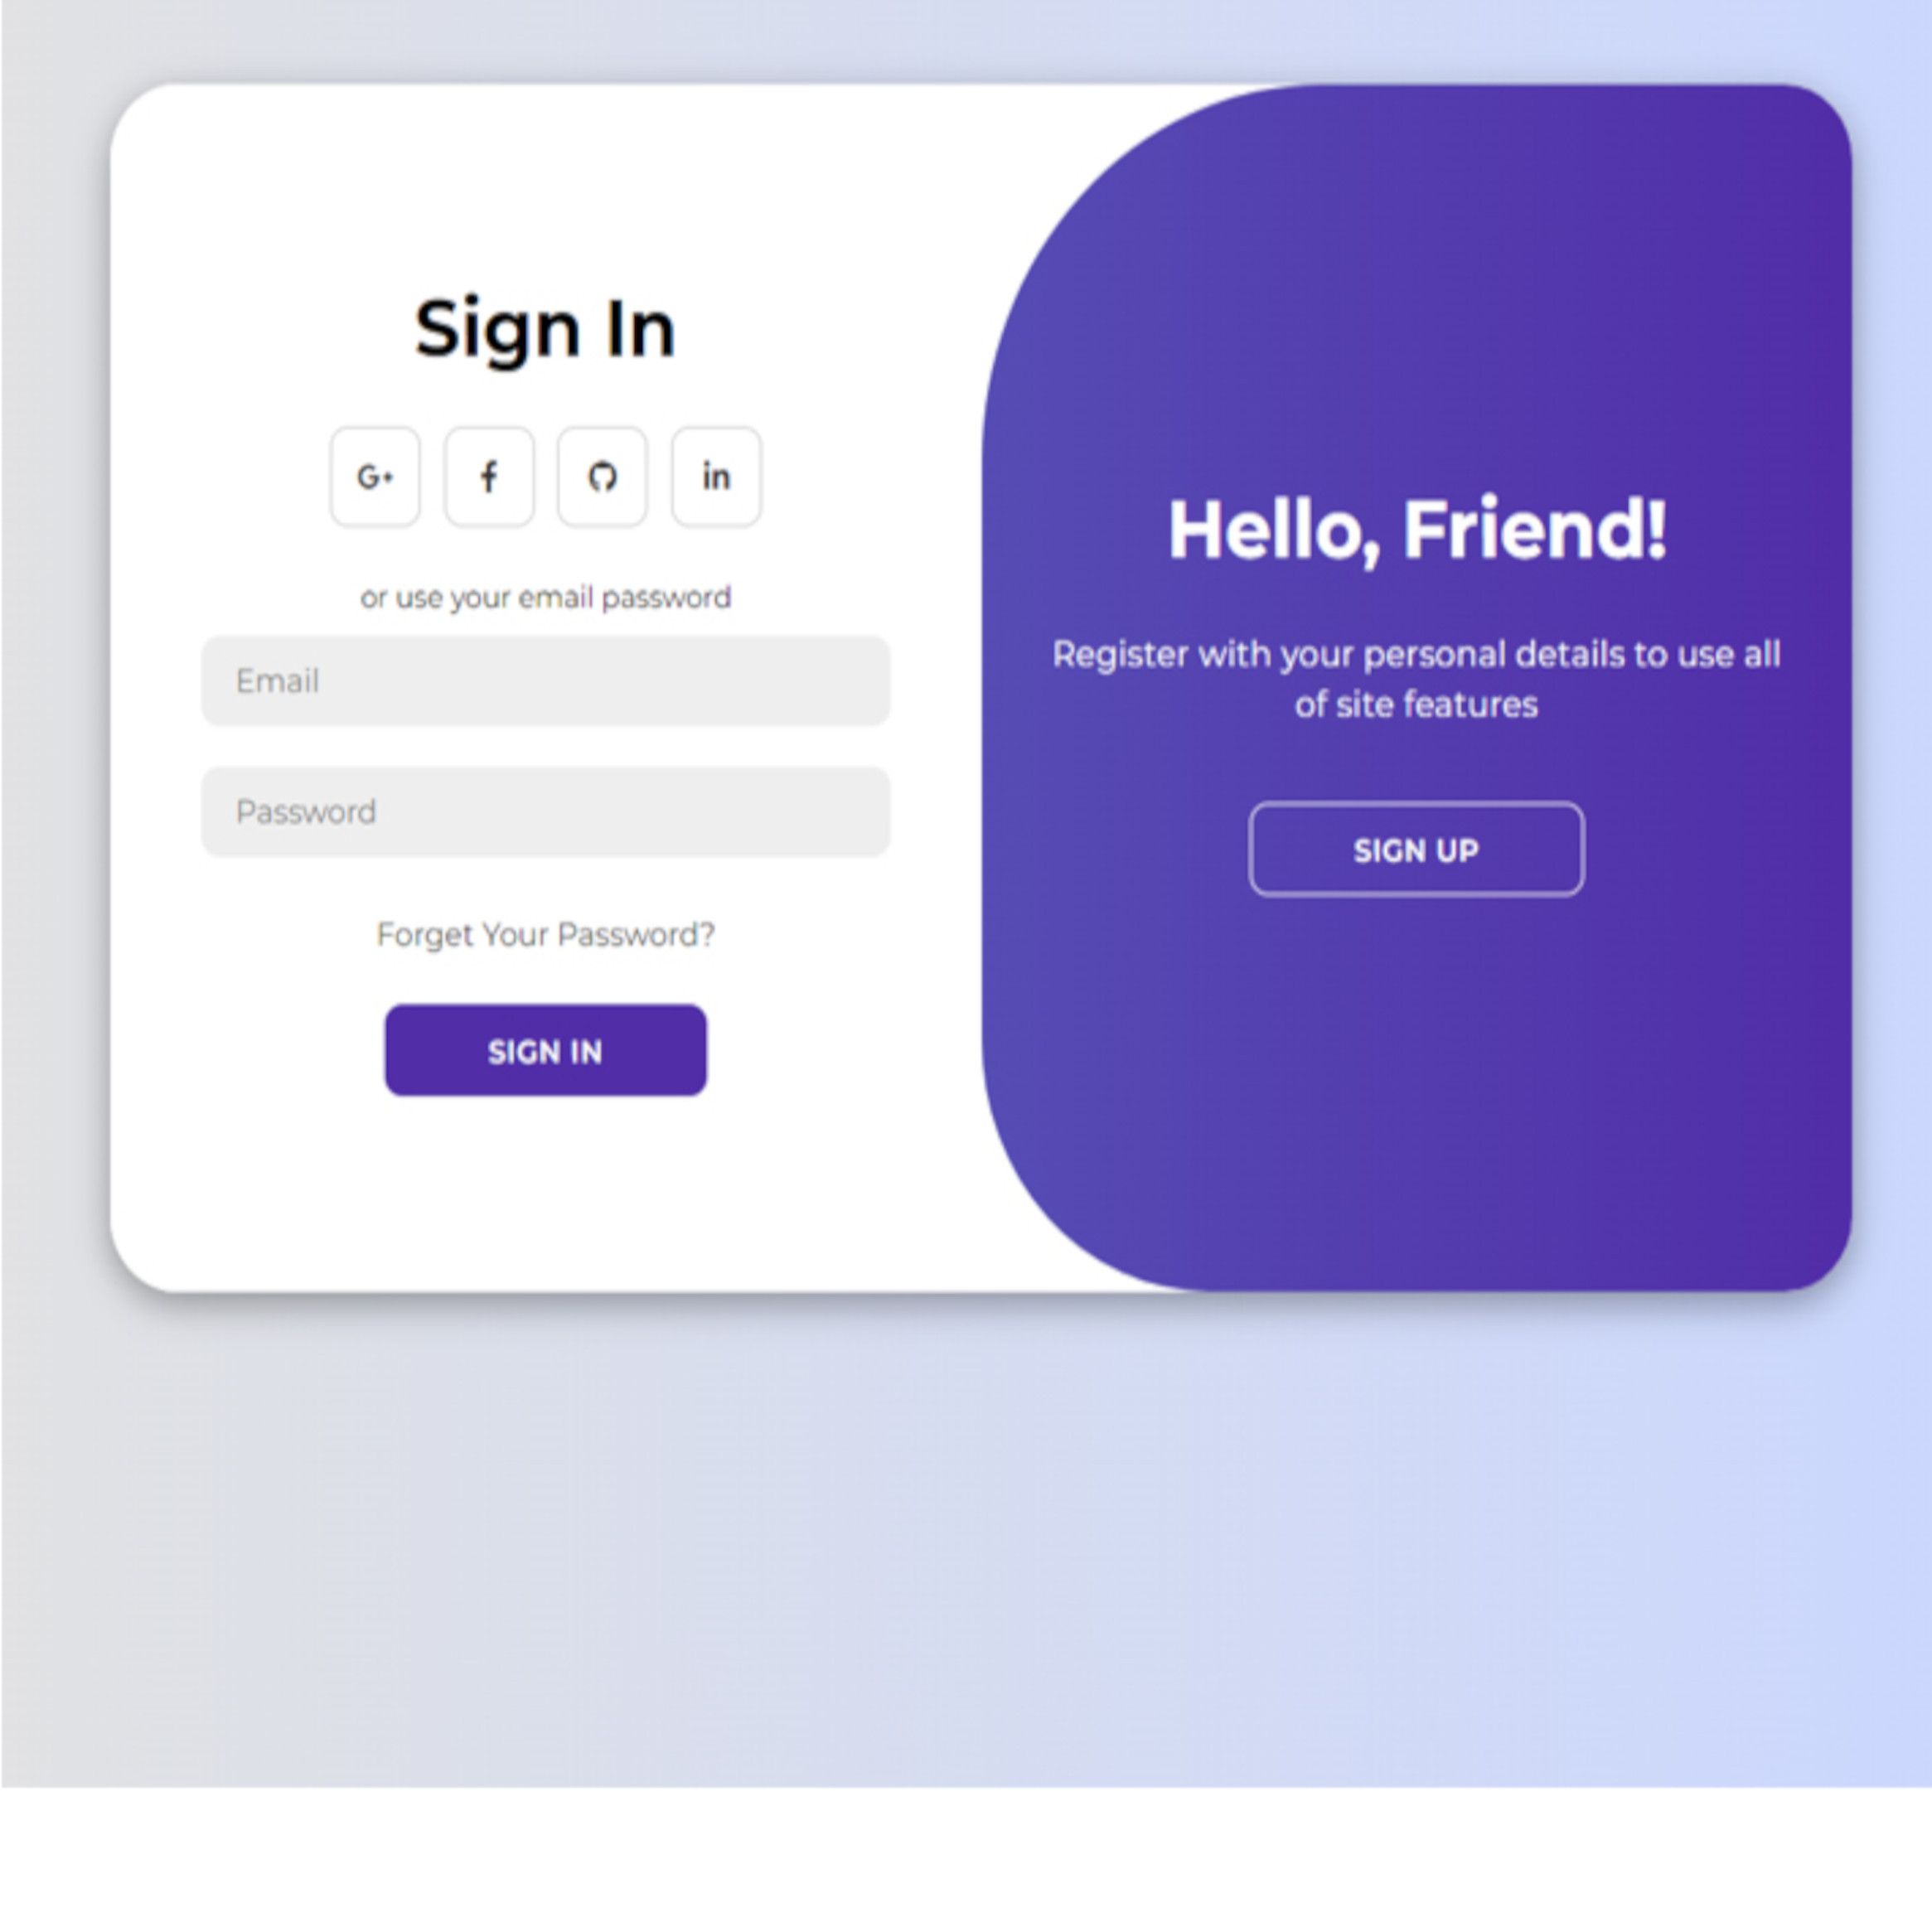 Sign In
G+ f in
or use your email password
Email
Password
Forget Your Password?
SIGN IN
Hello, Friend!
Register with your personal details to use all
of site features
SIGN UP